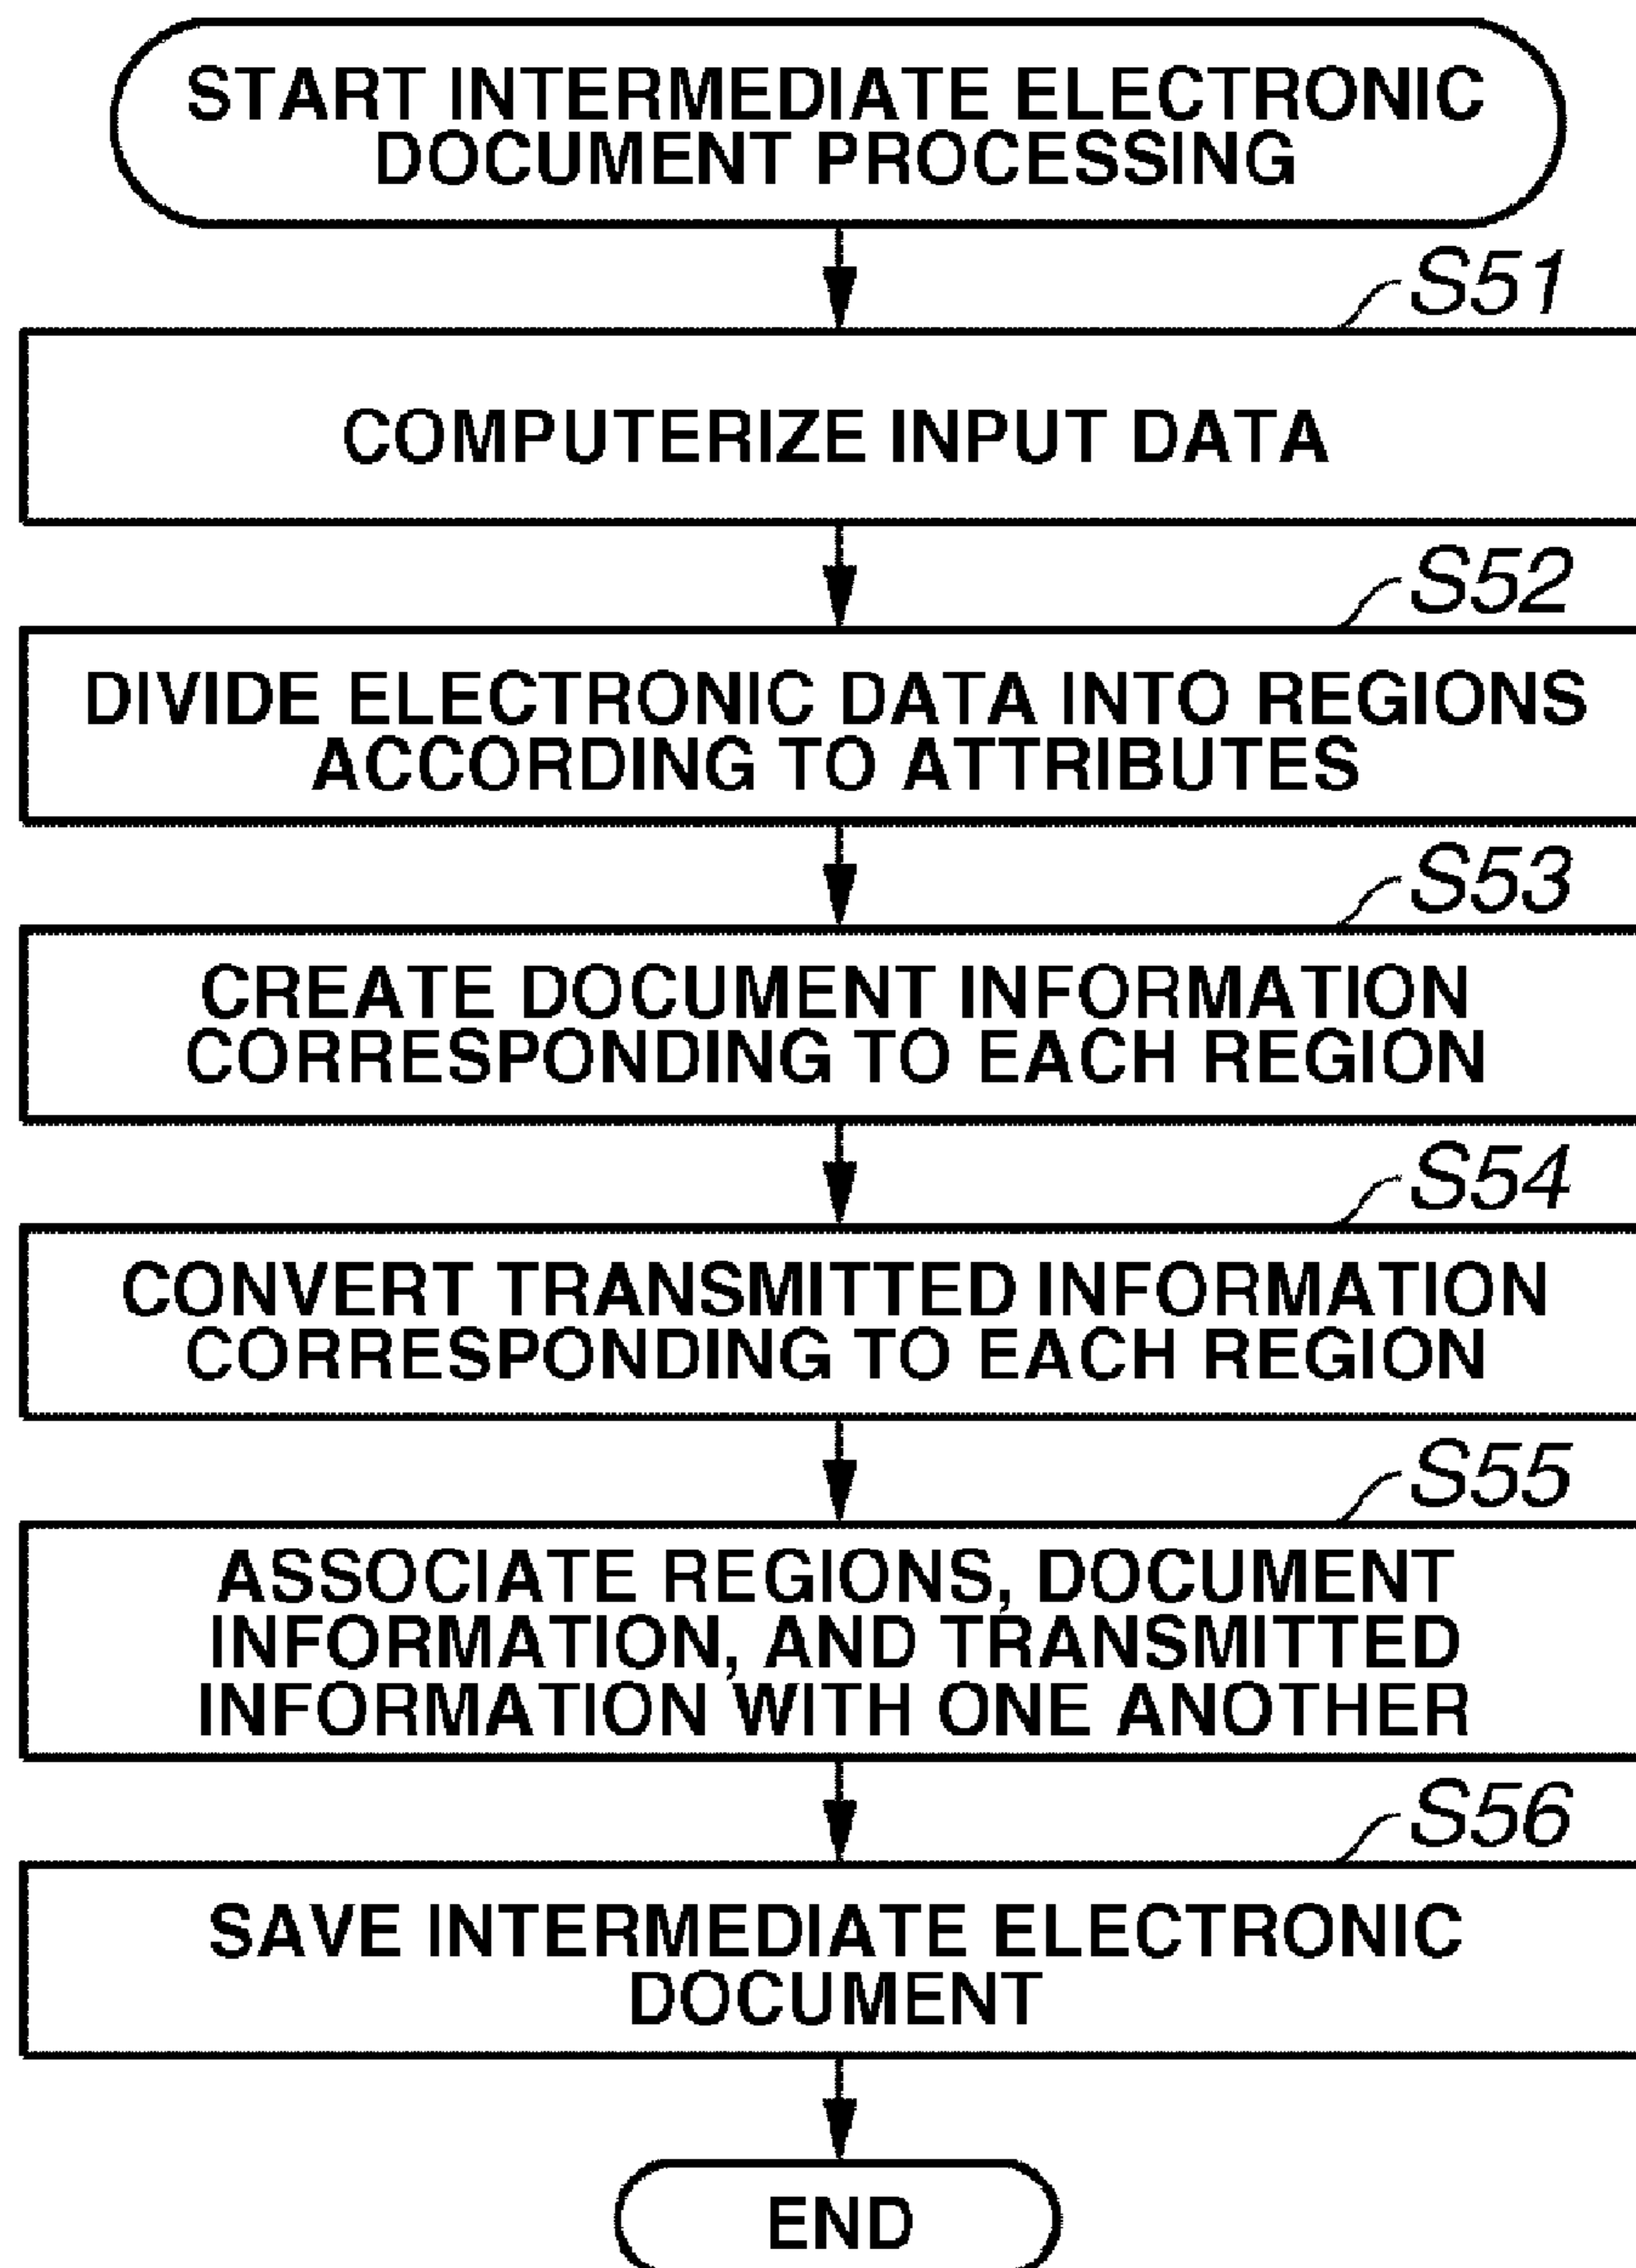 START INTERMEDIATE ELECTRONIC
DOCUMENT PROCESSING
S51
COMPUTERIZE INPUT DATA
S52
DIVIDE ELECTRONIC DATA INTO REGIONS
ACCORDING TO ATTRIBUTES
S53
CREATE DOCUMENT INFORMATION
CORRESPONDING TO EACH REGION
S54
CONVERT TRANSMITTED INFORMATION
CORRESPONDING TO EACH REGION
S55
ASSOCIATE REGIONS, DOCUMENT
INFORMATION, AND TRANSMITTED
INFORMATION WITH ONE ANOTHER
S56
SAVE INTERMEDIATE ELECTRONIC
DOCUMENT
END